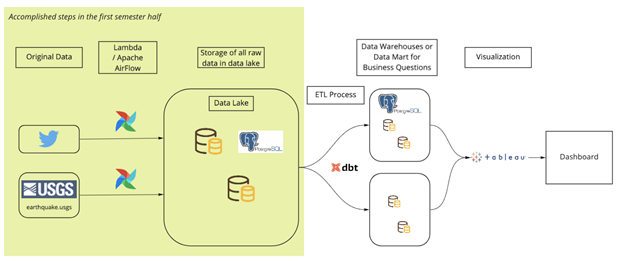 Accomplished steps in the first semester half
Original Data
Lambda
/ Apache
AirFlow
Storage of all raw
data in data lake
ETL Process
Data Warehouses or
Data Mart for
Business Questions
Visualization
Data Lake
PostgreSQL
PostgreSQL
USGS
earthquake.usgs
dbt
+ a b l e a u
Dashboard